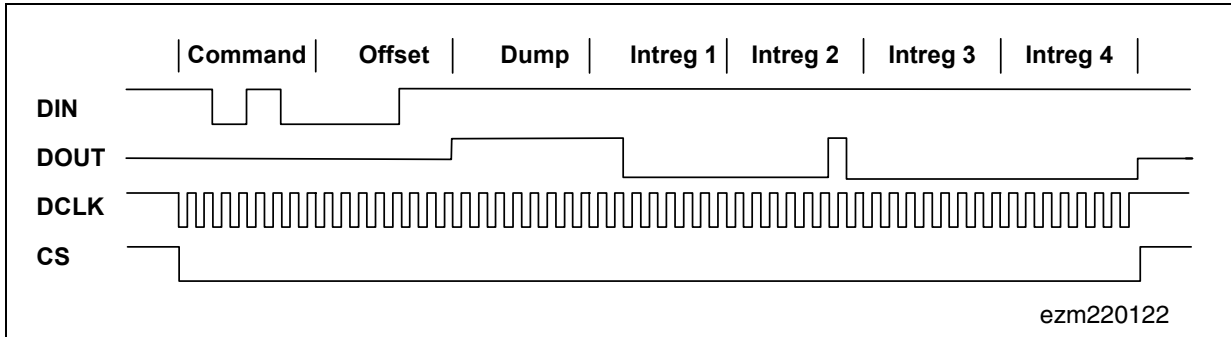 Command Offset Dump Intreg 1 Intreg 2 Intreg 3 Intreg 4
DIN
DOUT
DCLK
CS
ezm220122